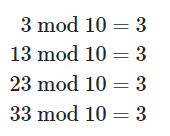 3 mod 10 = 3
13 mod 10 = 3
23 mod 10 = 3
33 mod 10 = 3